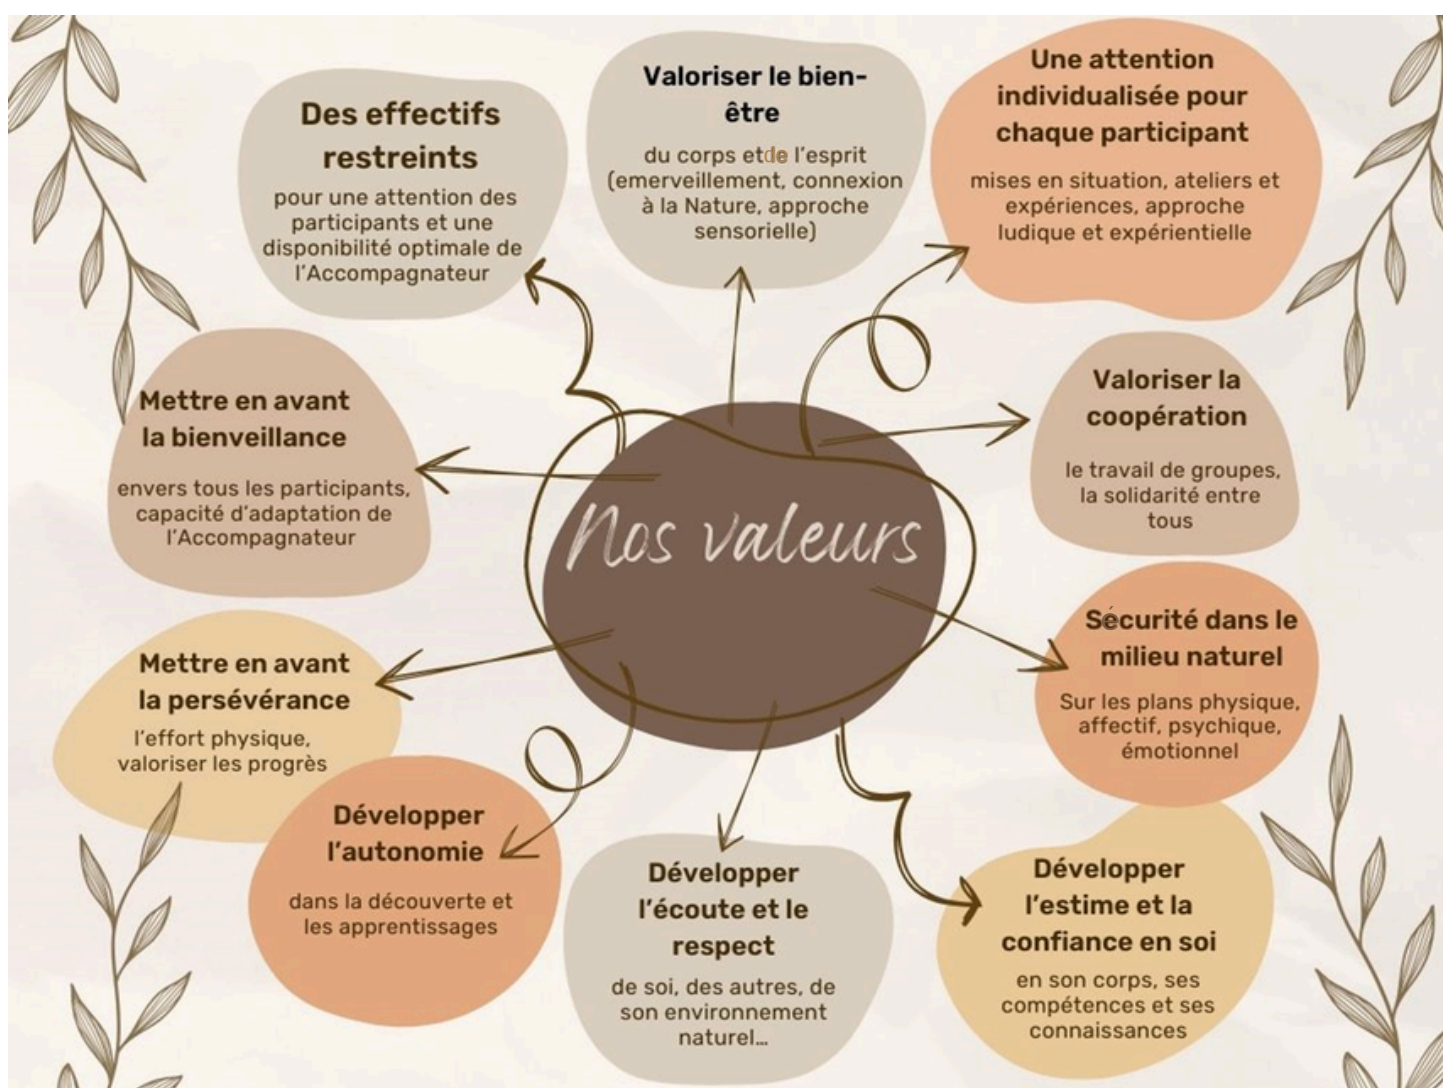 Des effectifs
restreints
pour une attention des
participants et une
disponibilité optimale de
l'Accompagnateur
Valoriser le bien-
être
du corps etde l'esprit
(emerveillement, connexion
à la Nature, approche
sensorielle)
Une attention
individualisée pour
chaque participant
mises en situation, ateliers et
expériences, approche
ludique et expérientielle
Mettre en avant
la bienveillance
envers tous les participants,
capacité d'adaptation de
l'Accompagnateur
Nos valeurs
Valoriser la
coopération
le travail de groupes,
la solidarité entre
tous
Mettre en avant
la persévérance
l'effort physique,
valoriser les progrès
Sécurité dans le
milieu naturel
Sur les plans physique,
affectif, psychique,
émotionnel
Développer
l'autonomie
dans la découverte et
les apprentissages
Développer
l'écoute et le
respect
de soi, des autres, de
son environnement
naturel…
Développer
l'estime et la
confiance en soi
en son corps, ses
compétences et ses
connaissances